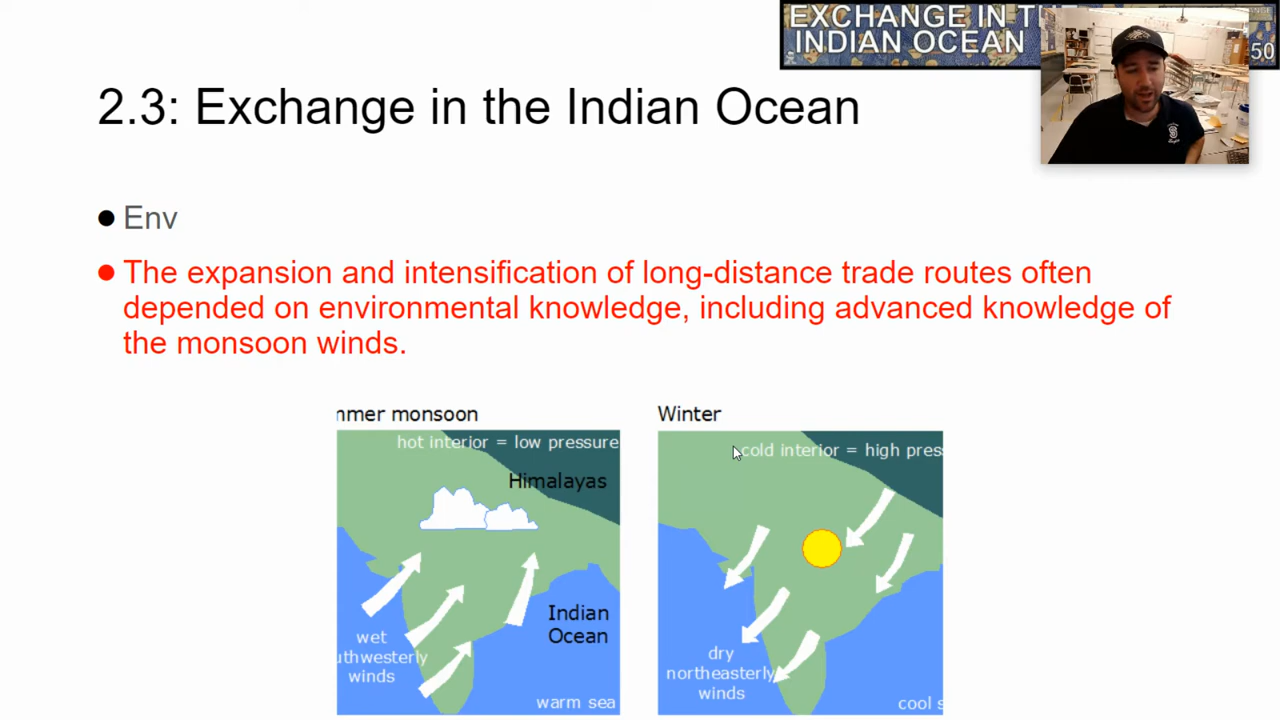 EXCHANGE IN T
INDIAN OCEAN
50
2.3: Exchange in the Indian Ocean
Env
The expansion and intensification of long-distance trade routes often
depended on environmental knowledge, including advanced knowledge of
the monsoon winds.
nmer monsoon
hot interior = low pressure
Himalayas
Indian
Ocean
wet
uthwesterly
winds
warm sea
Winter
cold interior = high press
dry
northeasterly
winds
cool s